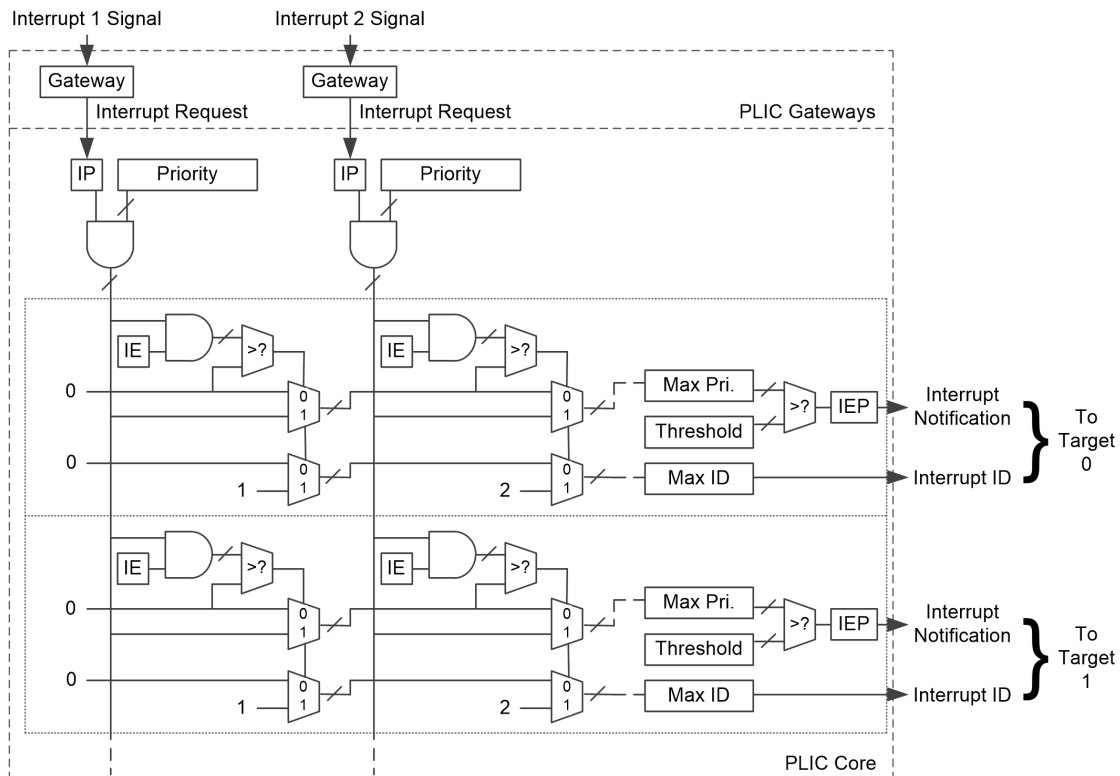 Interrupt 1 Signal
Interrupt 2 Signal
Gateway
Gateway
Interrupt Request
Interrupt Request
PLIC Gateways
IP
Priority
IP
Priority
IE
>?
IE
>?
0
0
1
0
1
Max Pri.
>?
IEP
Interrupt
Notification
Threshold
0
0
1
1
2
0
1
Max ID
Interrupt ID
}
To
Target
0
IE
>?
IE
>?
0
0
1
0
1
Max Pri.
>?
IEP
Interrupt
Notification
Threshold
0
0
1
1
2
0
1
Max ID
Interrupt ID
}
To
Target
1
PLIC Core